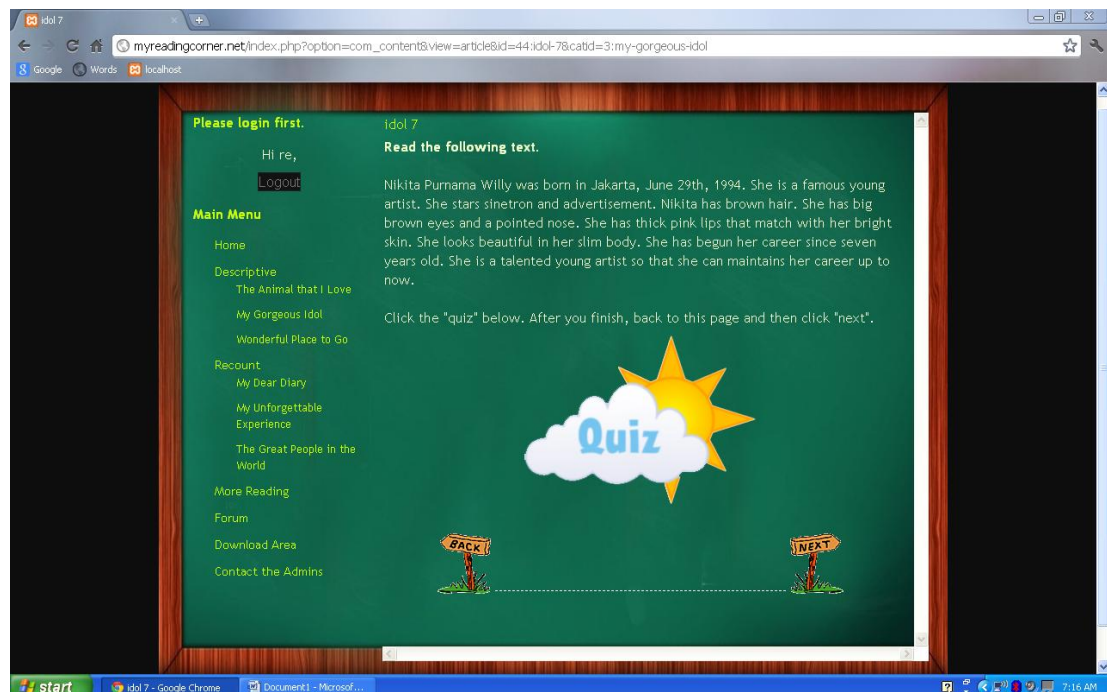 idol 7
myreadingcorner.net/index.php?option=com_content&view=article&id=44:idol-7&catid=3:my-gorgeous-idol
Google Words localhost
Please login first.
Hi re,
Logout
Main Menu
Home
Descriptive
The Animal that I Love
My Gorgeous Idol
Wonderful Place to Go
Recount
My Dear Diary
My Unforgettable
Experience
The Great People in the
World
More Reading
Forum
Download Area
Contact the Admins
idol 7
Read the following text.
Nikita Purnama Willy was born in Jakarta, June 29th, 1994. She is a famous young
artist. She stars sinetron and advertisement. Nikita has brown hair. She has big
brown eyes and a pointed nose. She has thick pink lips that match with her bright
skin. She looks beautiful in her slim body. She has begun her career since seven
years old. She is a talented young artist so that she can maintains her career up to
now.
Click the "quiz" below. After you finish, back to this page and then click "next".
Quiz
BACK
NEXT
start
idol 7 - Google Chrome
Document1 - Microsof...
7:16 AM